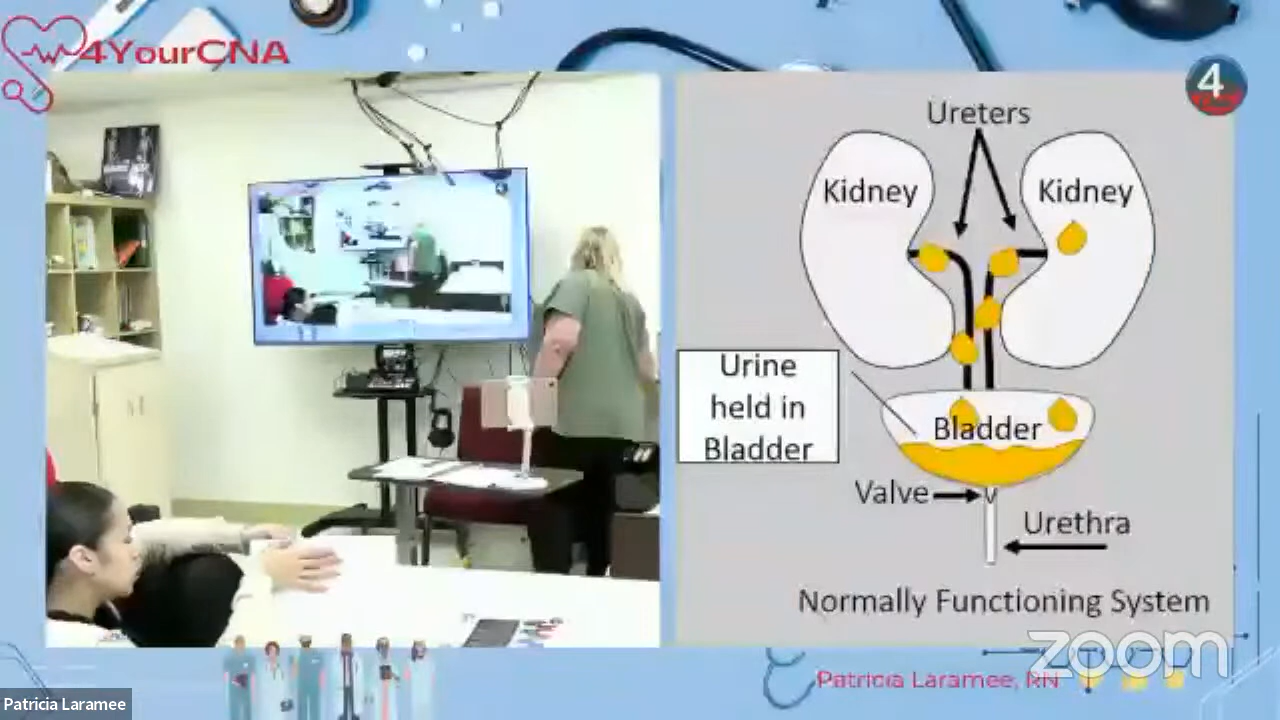 4YourCNA
4
Ureters
Kidney
Kidney
Urine
held in
Bladder
Bladder
Valve
Urethra
Normally Functioning System
zoom
Patricia Laramee, RN
Patricia Laramee